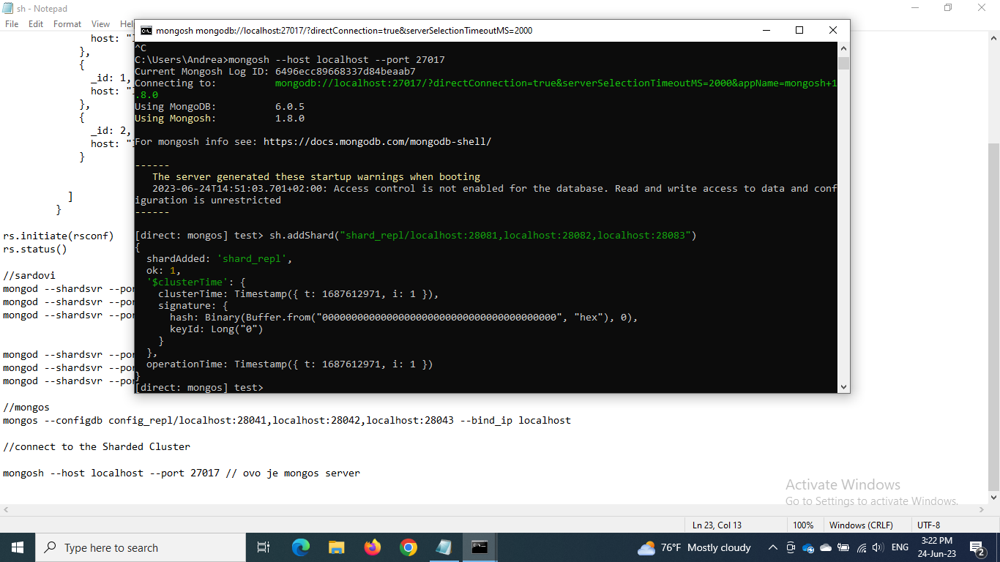 sh - Notepad
File Edit Format View Hel
host: "
},
{
_id: 1,
host: "
},
{
_id: 2,
host: "
}
]
}
rs.initiate(rsconf)
rs.status()
//sardovi
mongod --shardsvr --por
mongod --shardsvr --por
mongod --shardsvr --por
mongod --shardsvr --por
mongod --shardsvr --por
mongod --shardsvr --por
//mongos
mongos --configdb config_repl/localhost:28041,localhost:28042,localhost:28043 --bind_ip localhost
//connect to the Sharded Cluster
mongosh --host localhost --port 27017 // ovo je mongos server
mongosh mongodb://localhost:27017/?directConnection=true&serverSelectionTimeoutMS=2000
^C
C:\Users\Andrea>mongosh --host localhost --port 27017
Current Mongosh Log ID: 6496ecc89668337d84beaab7
Connecting to: mongodb://localhost:27017/?directConnection=true&serverSelectionTimeoutMS=2000&appName=mongosh+1
.8.0
Using MongoDB: 6.0.5
Using Mongosh: 1.8.0
For mongosh info see: https://docs.mongodb.com/mongodb-shell/
------
The server generated these startup warnings when booting
2023-06-24T14:51:03.701+02:00: Access control is not enabled for the database. Read and write access to data and conf
iguration is unrestricted
------
[direct: mongos] test> sh.addShard("shard_repl/localhost:28081,localhost:28082,localhost:28083")
{
shardAdded: 'shard_repl',
ok: 1,
'$clusterTime': {
clusterTime: Timestamp({ t: 1687612971, i: 1 }),
signature: {
hash: Binary(Buffer.from("0000000000000000000000000000000000000000", "hex"), 0),
keyId: Long("0")
}
},
operationTime: Timestamp({ t: 1687612971, i: 1 })
}
[direct: mongos] test>
Activate Windows
Go to Settings to activate Windows.
Ln 23, Col 13 100% Windows (CRLF) UTF-8
Type here to search
76°F Mostly cloudy
ENG
3:22 PM
24-Jun-23
2